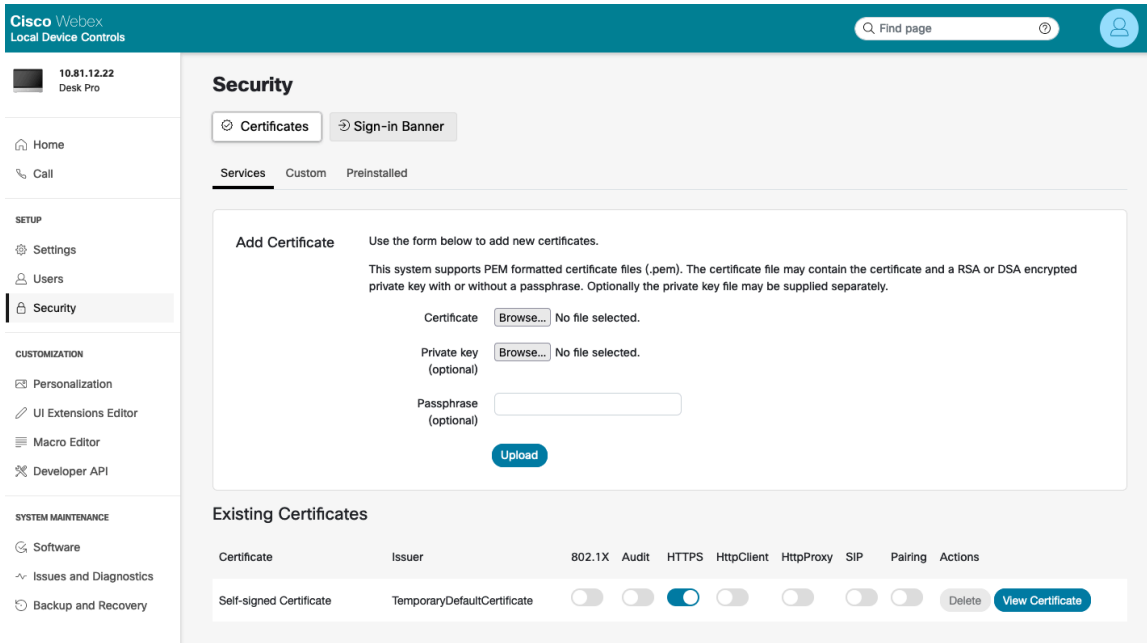 Cisco Webex
Local Device Controls
Find page
10.81.12.22
Desk Pro
Home
Call
SETUP
Settings
Users
Security
CUSTOMIZATION
Personalization
UI Extensions Editor
Macro Editor
Developer API
SYSTEM MAINTENANCE
Software
Issues and Diagnostics
Backup and Recovery
Security
Certificates Sign-in Banner
Services Custom Preinstalled
Add Certificate
Use the form below to add new certificates.
This system supports PEM formatted certificate files (.pem). The certificate file may contain the certificate and a RSA or DSA encrypted
private key with or without a passphrase. Optionally the private key file may be supplied separately.
Certificate Browse... No file selected.
Private key Browse... No file selected.
(optional)
Passphrase
(optional)
Upload
Existing Certificates
Certificate Issuer 802.1X Audit HTTPS HttpClient HttpProxy SIP Pairing Actions
Self-signed Certificate TemporaryDefaultCertificate Delete View Certificate